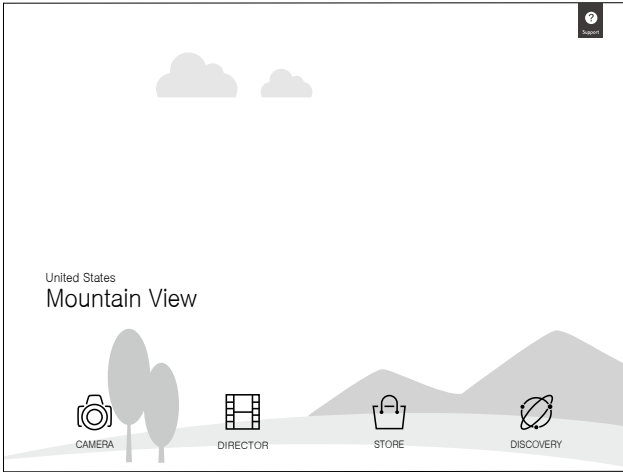 ?
Support
United States
Mountain View
CAMERA
DIRECTOR
STORE
DISCOVERY